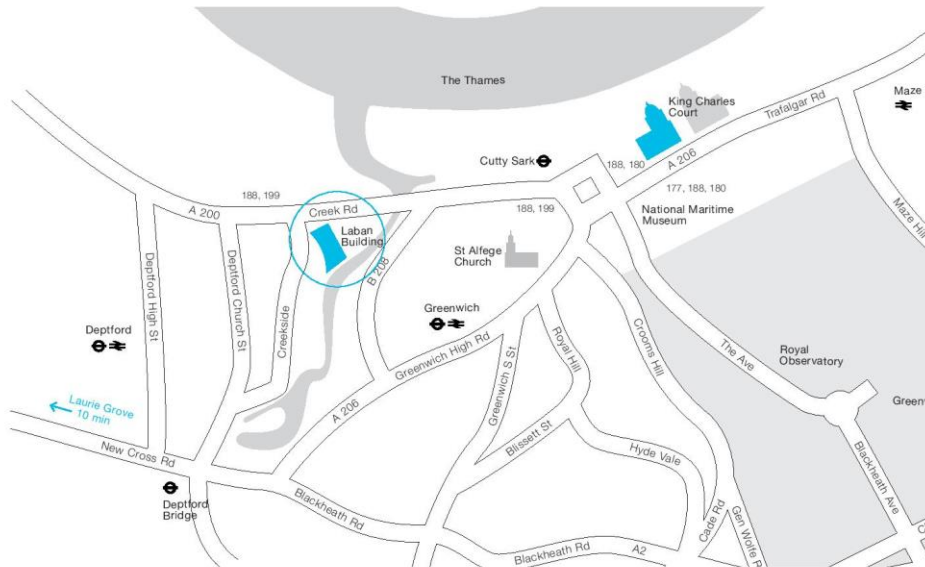 The Thames
King Charles
Court
Trafalgar Rd
Maze
Cutty Sark
188, 180
A 206
177, 188, 180
National Maritime
Museum
Maze Hill
188, 199
A 200
Creek Rd
188, 199
Laban
Building
B 208
St Alfege
Church
Deptford High St
Deptford Church St
Creekside
Greenwich
Deptford
Greenwich High Rd
Greenwich S St
Royal Hill
Crooms Hill
The Ave
Royal
Observatory
Laurie Grove
10 min
A 206
Greenw
New Cross Rd
Blissett St
Hyde Vale
Blackheath Ave
Deptford
Bridge
Blackheath Rd
Blackheath Rd
A2
Cade Rd
Gen Wolfe R